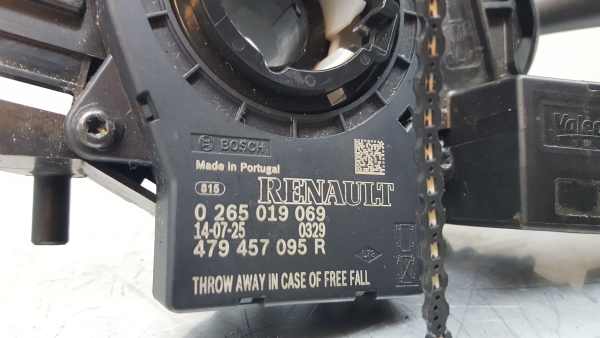 BOSCH
Made in Portugal
815
RENAULT
0 265 019 069
14-07-25 0329
479 457 095 R
THROW AWAY IN CASE OF FREE FALL
Valeo